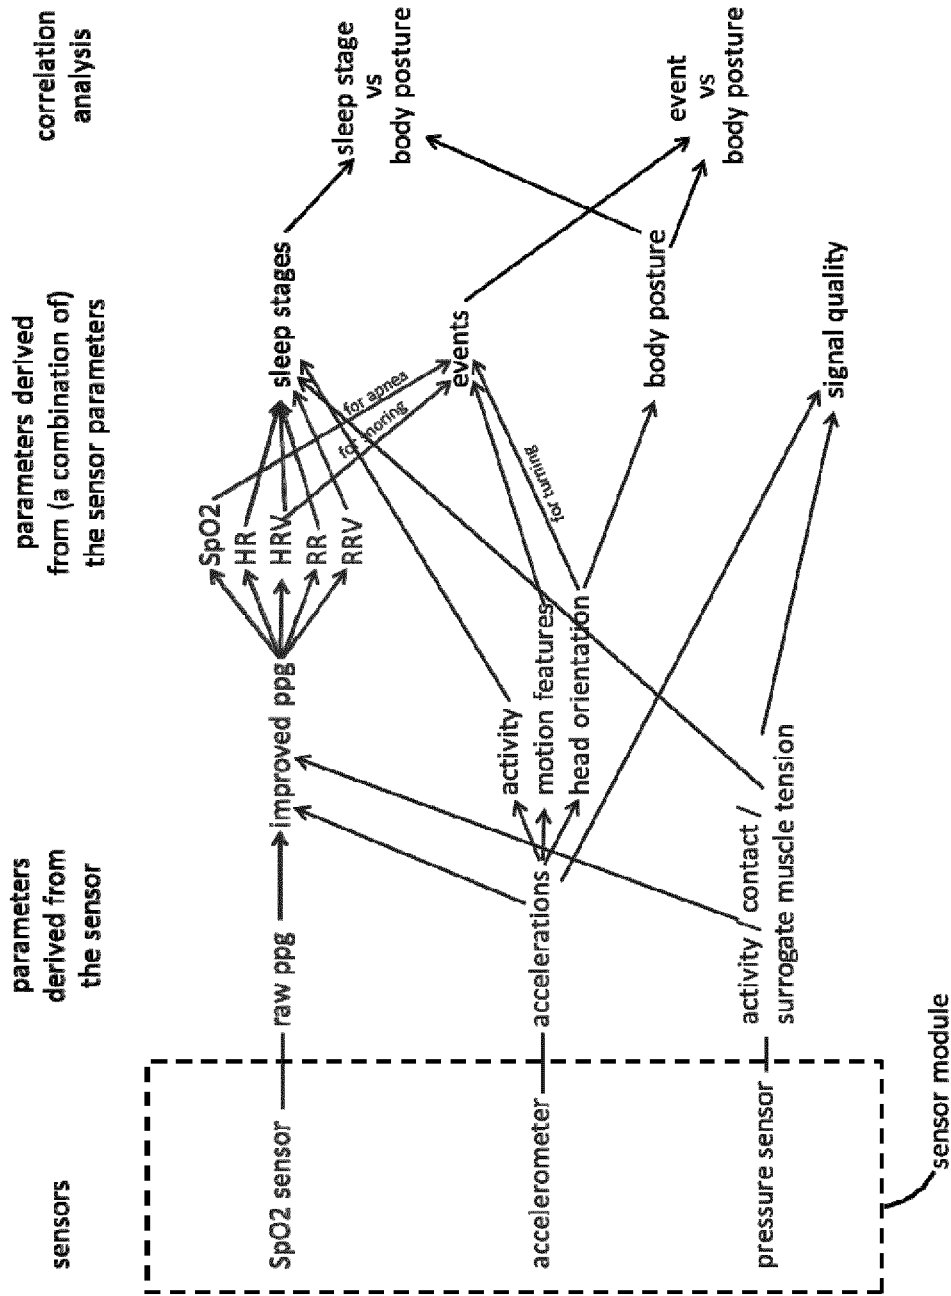 sensors
parameters
derived from
the sensor
parameters derived
from (a combination of)
the sensor parameters
correlation
analysis
SpO2 sensor
raw ppg
improved ppg
SpO2
HR
HRV
RR
RRV
sleep stages
sleep stage
vs
body posture
for apnea
for snoring
events
accelerometer
accelerations
activity
motion features
head orientation
for turning
body posture
event
vs
body posture
pressure sensor
activity / contact /
surrogate muscle tension
signal quality
sensor module